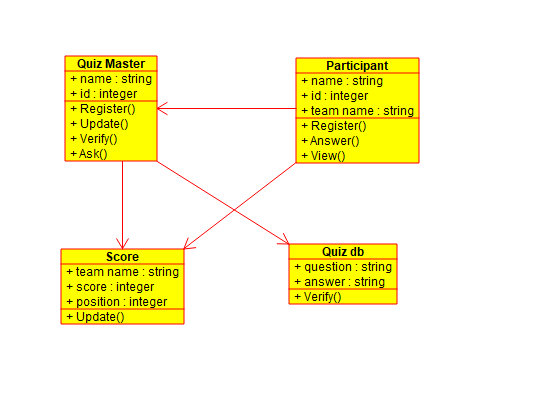 Quiz Master
+ name : string
+ id : integer
+ Register()
+ Update()
+ Verify()
+ Ask()
Participant
+ name : string
+ id : integer
+ team name : string
+ Register()
+ Answer()
+ View()
Score
+ team name : string
+ score : integer
+ position : integer
+ Update()
Quiz db
+ question : string
+ answer : string
+ Verify()